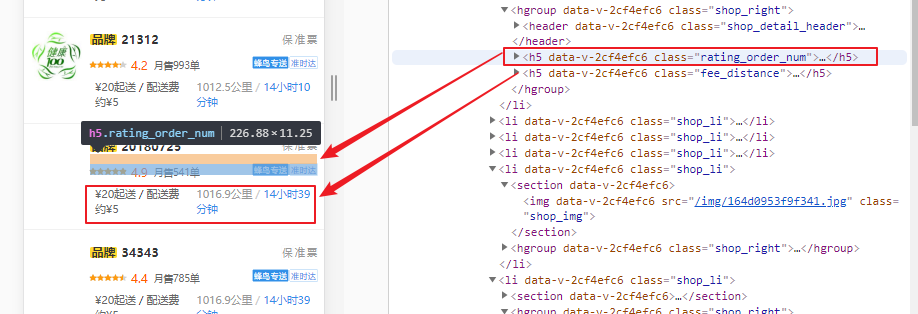 健康
100
品牌 21312
保准票
4.2 月售993单
蜂鸟专送 准时达
¥20起送 / 配送费
约¥5
1012.5公里 / 14小时10
分钟
h5.rating_order_num 226.88 × 11.25
20180725
保准票
4.9 月售541单
蜂鸟专送 准时达
¥20起送 / 配送费
约¥5
1016.9公里 / 14小时39
分钟
品牌 34343
保准票
4.4 月售785单
蜂鸟专送 准时达
¥20起送 / 配送费
1016.9公里 / 14小时39
<hgroup data-v-2cf4efc6 class="shop_right">
<header data-v-2cf4efc6 class="shop_detail_header">…
</header>
<h5 data-v-2cf4efc6 class="rating_order_num">…</h5>
<h5 data-v-2cf4efc6 class="fee_distance">…</h5>
</hgroup>
</li>
<li data-v-2cf4efc6 class="shop_li">…</li>
<li data-v-2cf4efc6 class="shop_li">…</li>
<li data-v-2cf4efc6 class="shop_li">…</li>
<li data-v-2cf4efc6 class="shop_li">
<section data-v-2cf4efc6>
<img data-v-2cf4efc6 src="/img/164d0953f9f341.jpg" class=
"shop_img">
</section>
<hgroup data-v-2cf4efc6 class="shop_right">…</hgroup>
</li>
<li data-v-2cf4efc6 class="shop_li">
<section data-v-2cf4efc6>…</section>
<hgroup data-v-2cf4efc6 class="shop_right">…</hgroup>